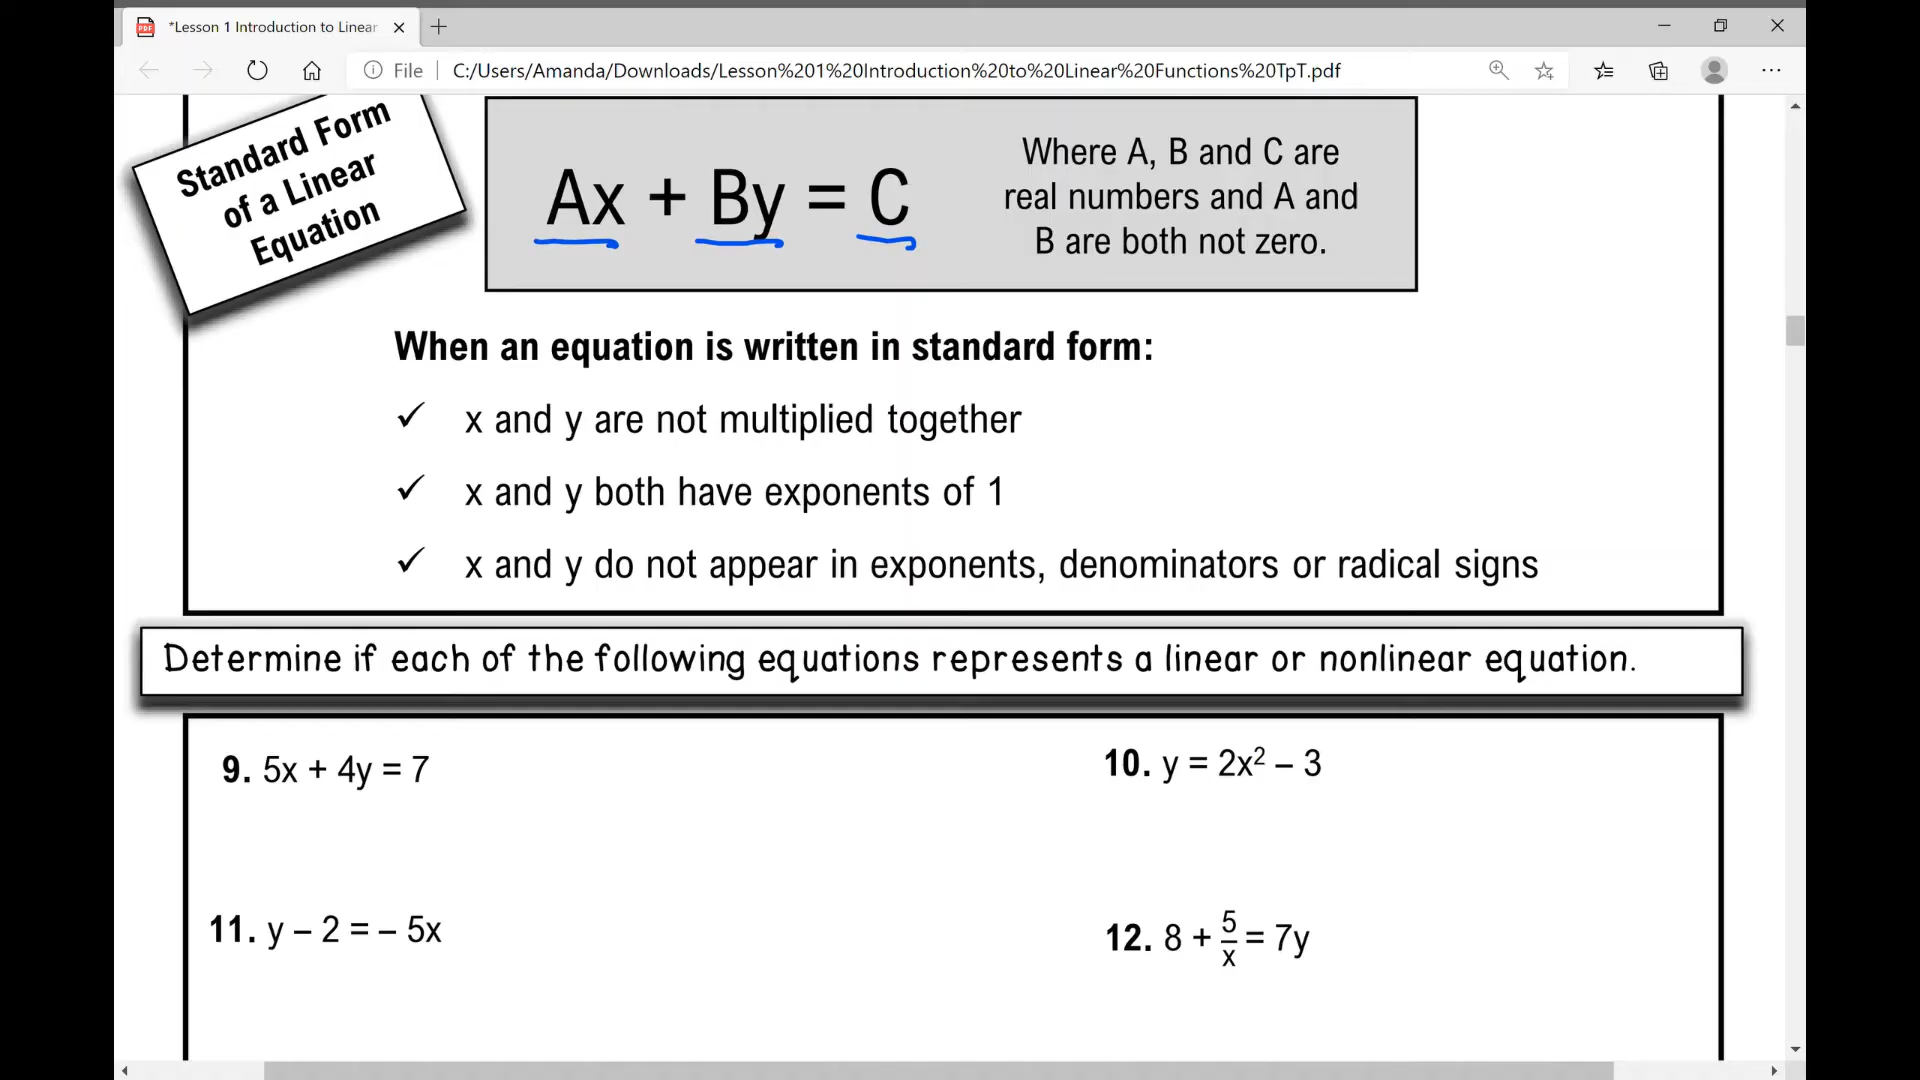 *Lesson 1 Introduction to Linear
File
C:/Users/Amanda/Downloads/Lesson%201%20Introduction%20to%20Linear%20Functions%20TpT.pdf
Standard Form
of a Linear
Equation
Ax + By = C
Where A, B and C are
real numbers and A and
B are both not zero.
When an equation is written in standard form:
✓ x and y are not multiplied together
✓ x and y both have exponents of 1
✓ x and y do not appear in exponents, denominators or radical signs
Determine if each of the following equations represents a linear or nonlinear equation.
9. 5x + 4y = 7
10. y = 2x² – 3
11. y – 2 = – 5x
12. 8 + 5/x = 7y